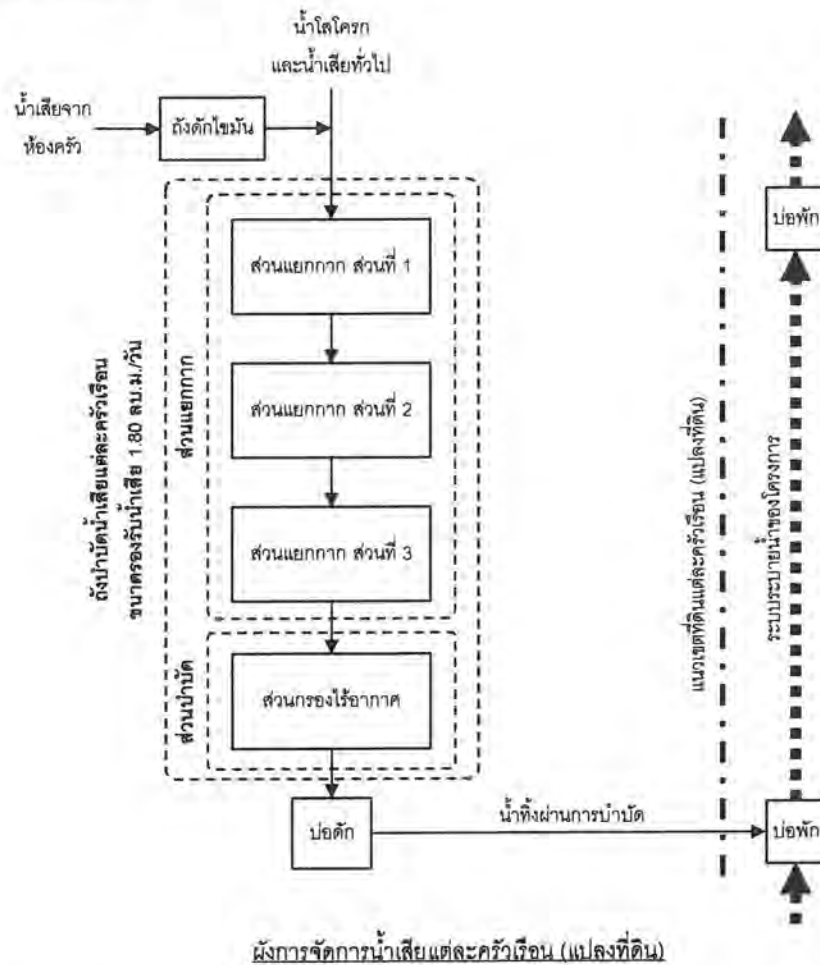 น้ำโสโครก
และน้ำเสียทั่วไป
น้ำเสียจาก
ห้องครัว
ถังดักไขมัน
บ่อพัก
ส่วนแยกกาก ส่วนที่ 1
ส่วนแยกกาก ส่วนที่ 2
ส่วนแยกกาก ส่วนที่ 3
ส่วนแยกกาก
ถังบำบัดน้ำเสียแต่ละครัวเรือน
ขนาดรองรับน้ำเสีย 1.80 ลบ.ม./วัน
แนวเขตที่ดินแต่ละครัวเรือน (แปลงที่ดิน)
ระบบระบายน้ำของโครงการ
ส่วนบำบัด
ส่วนกรองไร้อากาศ
บ่อดัก
น้ำทิ้งผ่านการบำบัด
บ่อพัก
ผังการจัดการน้ำเสียแต่ละครัวเรือน (แปลงที่ดิน)